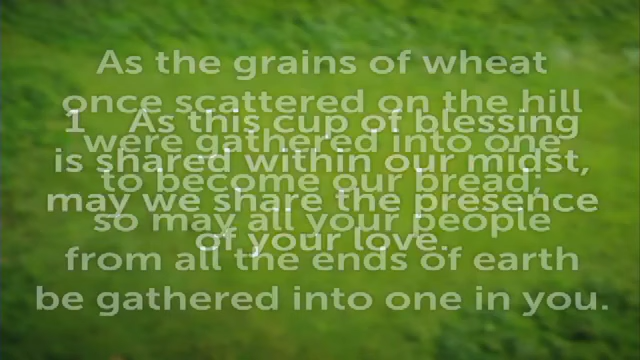 As the grains of wheat
once scattered on the hill
were gathered into one
to become our bread;
so may all your people
from all the ends of earth
be gathered into one in you.
1 As this cup of blessing
is shared within our midst,
may we share the presence
of your love.